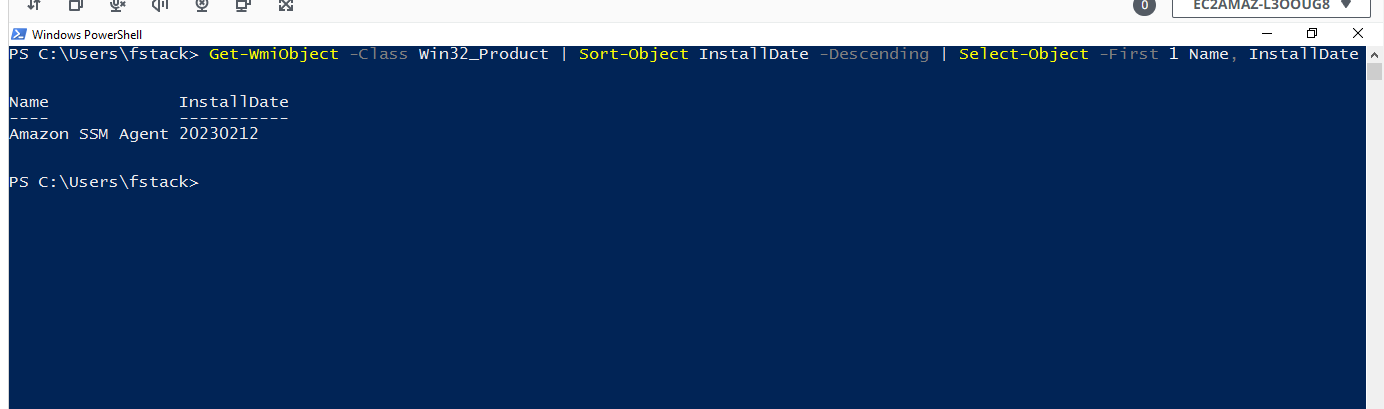 0 EC2AMAZ-L3OOUG8
Windows PowerShell
PS C:\Users\fstack> Get-WmiObject -Class Win32_Product | Sort-Object InstallDate -Descending | Select-Object -First 1 Name, InstallDate
Name InstallDate
---- -----------
Amazon SSM Agent 20230212
PS C:\Users\fstack>